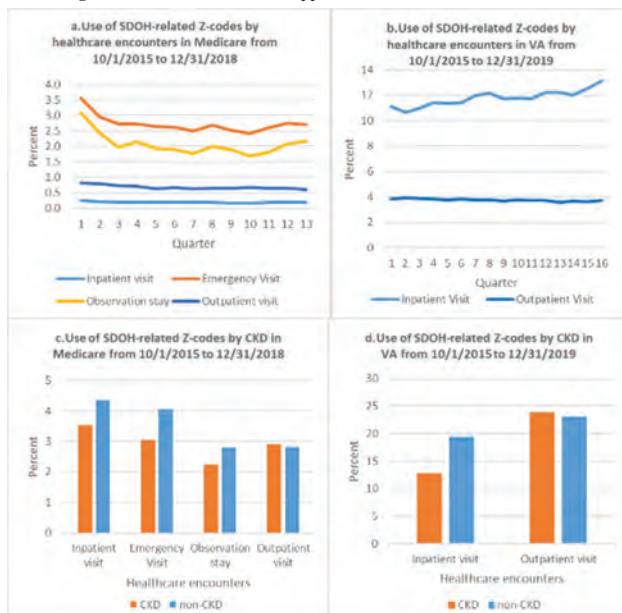 a.Use of SDOH-related Z-codes by
healthcare encounters in Medicare from
10/1/2015 to 12/31/2018
4.0
3.5
3.0
2.5
2.0
1.5
1.0
0.5
0.0
Percent
1 2 3 4 5 6 7 8 9 10 11 12 13
Quarter
Inpatient visit
Emergency Visit
Observation stay
Outpatient visit
b.Use of SDOH-related Z-codes by
healthcare encounters in VA from
10/1/2015 to 12/31/2019
14
12
10
8
6
4
2
0
Percent
1 2 3 4 5 6 7 8 9 10 11 12 13 14 15 16
Quarter
Inpatient Visit
Outpatient Visit
c.Use of SDOH-related Z-codes by CKD in
Medicare from 10/1/2015 to 12/31/2018
5
4
3
2
1
0
Percent
Inpatient
visit
Emergency
Visit
Observation
stay
Outpatient
visit
Healthcare encounters
CKD
non-CKD
d.Use of SDOH-related Z-codes by CKD in
VA from 10/1/2015 to 12/31/2019
30
25
20
15
10
5
0
Percent
Inpatient visit
Outpatient visit
Healthcare encounters
CKD
non-CKD